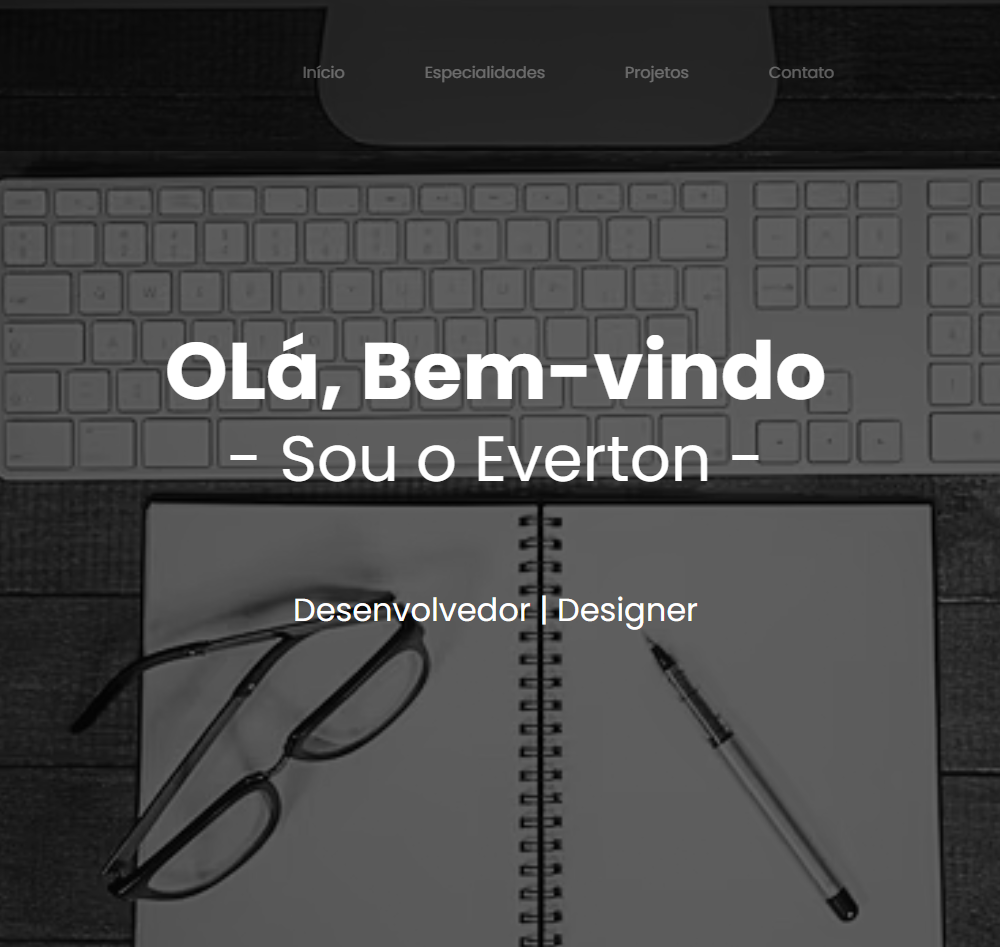 Início Especialidades Projetos Contato
OLá, Bem-vindo
- Sou o Everton -
Desenvolvedor | Designer